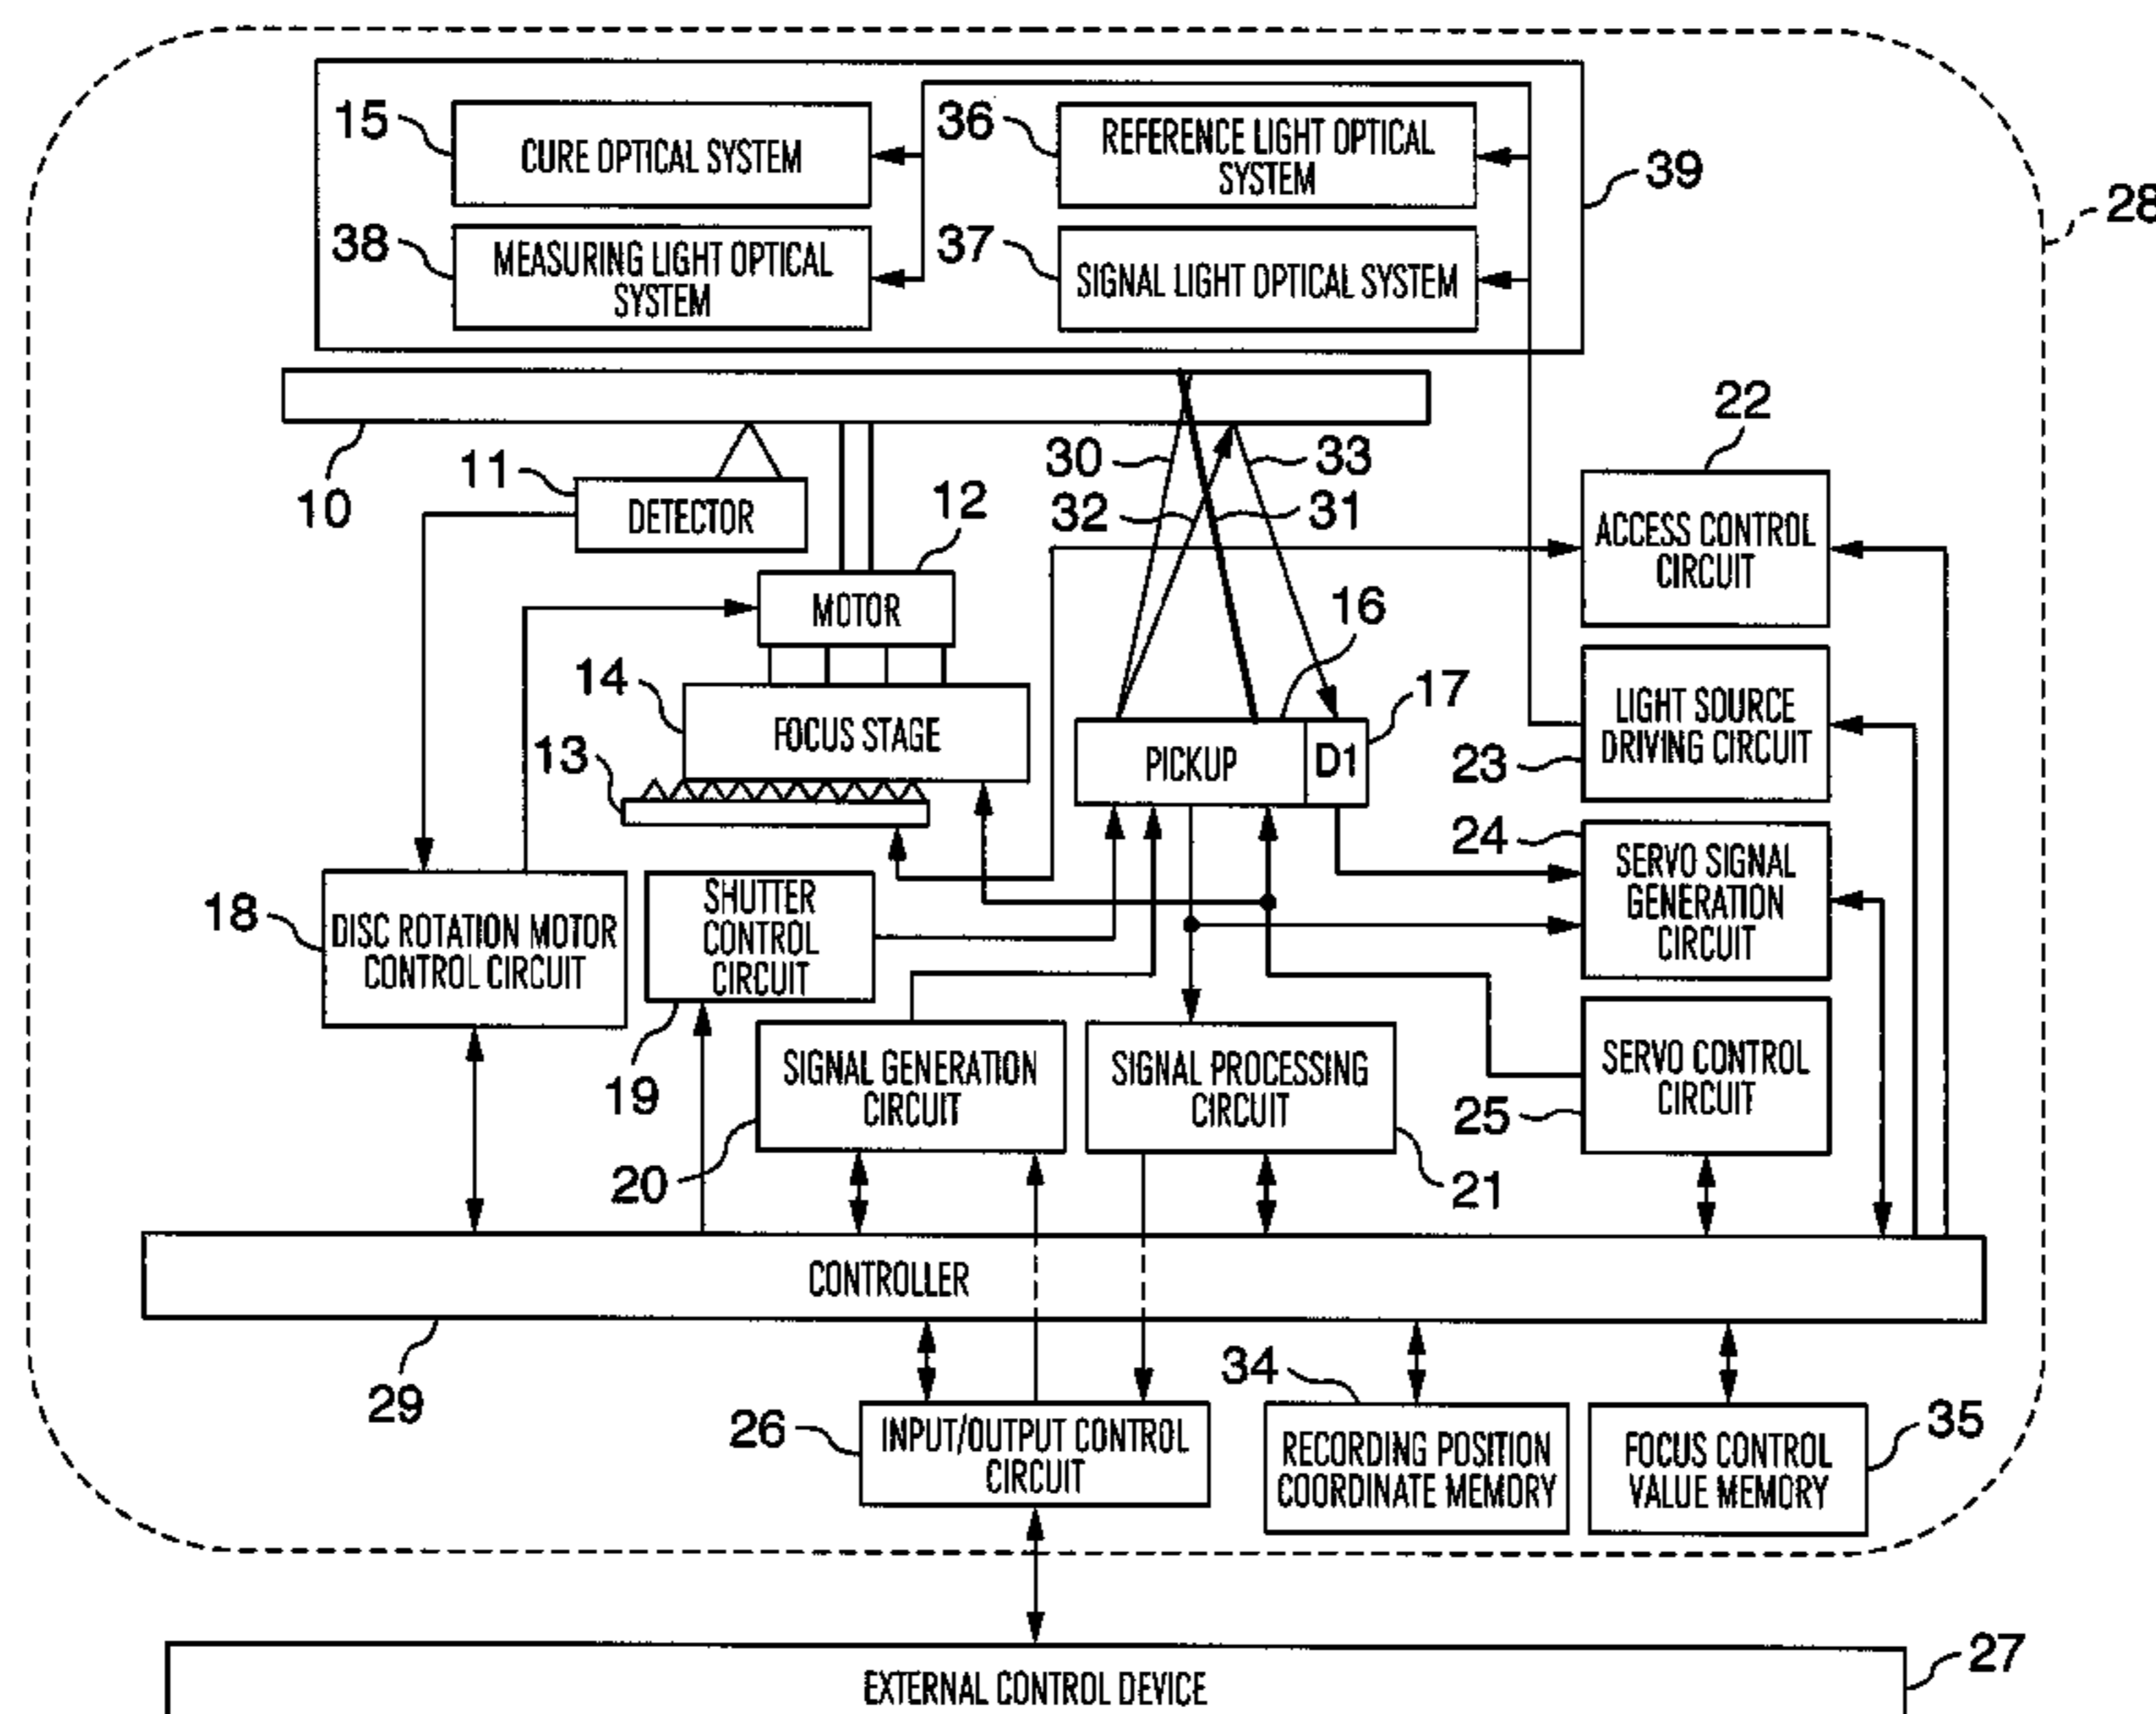 15
CURE OPTICAL SYSTEM
36
REFERENCE LIGHT OPTICAL
SYSTEM
39
28
38
MEASURING LIGHT OPTICAL
SYSTEM
37
SIGNAL LIGHT OPTICAL SYSTEM
10
11
DETECTOR
12
MOTOR
30
33
32
31
22
ACCESS CONTROL
CIRCUIT
14
FOCUS STAGE
13
16
PICKUP
D1
17
LIGHT SOURCE
DRIVING CIRCUIT
23
24
SERVO SIGNAL
GENERATION
CIRCUIT
18
DISC ROTATION MOTOR
CONTROL CIRCUIT
SHUTTER
CONTROL
CIRCUIT
19
SIGNAL GENERATION
CIRCUIT
20
SIGNAL PROCESSING
CIRCUIT
21
SERVO CONTROL
CIRCUIT
25
CONTROLLER
29
26
INPUT/OUTPUT CONTROL
CIRCUIT
34
RECORDING POSITION
COORDINATE MEMORY
FOCUS CONTROL
VALUE MEMORY
35
EXTERNAL CONTROL DEVICE
27